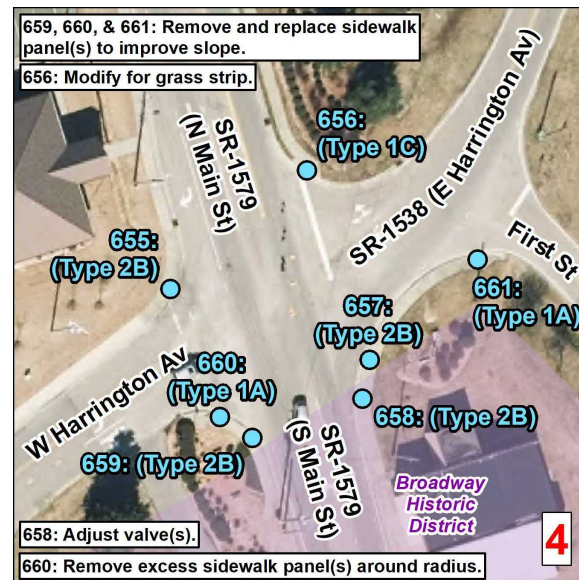 659, 660, & 661: Remove and replace sidewalk
panel(s) to improve slope.
656: Modify for grass strip.
SR-1579
(N Main St)
656:
(Type 1C)
SR-1538 (E Harrington Av)
First St
655:
(Type 2B)
661:
(Type 1A)
657:
(Type 2B)
W Harrington Av
660:
(Type 1A)
658: (Type 2B)
659: (Type 2B)
SR-1579
(S Main St)
Broadway
Historic
District
658: Adjust valve(s).
660: Remove excess sidewalk panel(s) around radius.
4